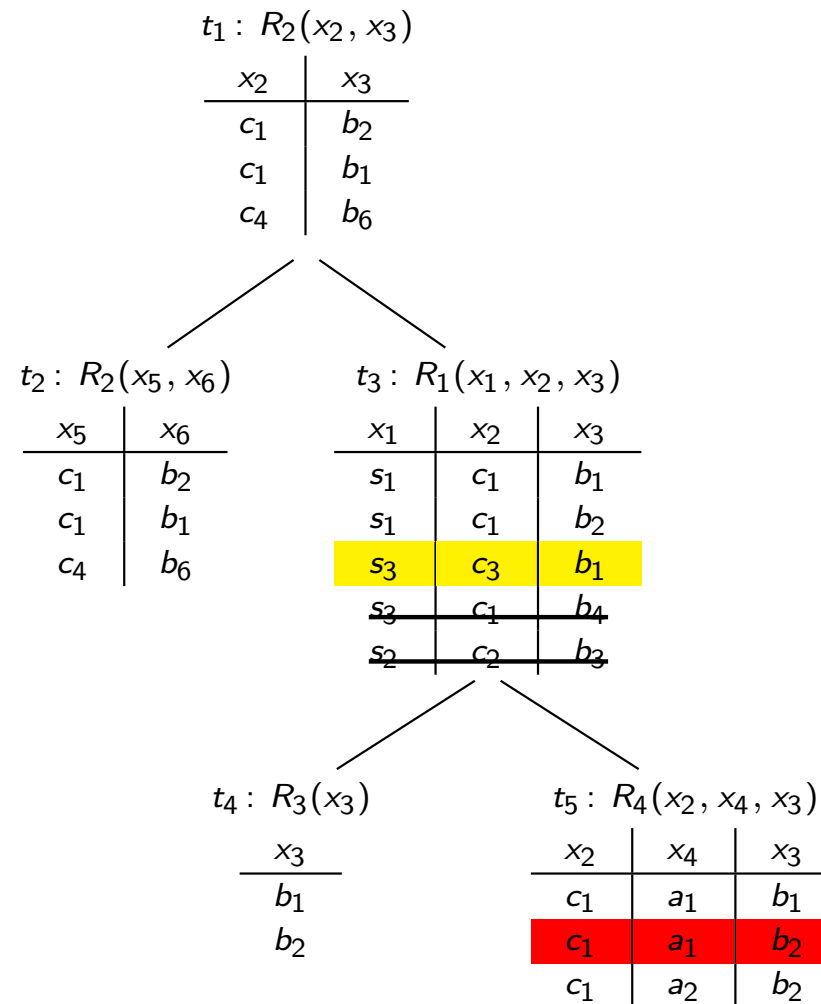 t₁ : R₂(x₂, x₃)
x₂ x₃
c₁ b₂
c₁ b₁
c₄ b₆
t₂ : R₂(x₅, x₆)
x₅ x₆
c₁ b₂
c₁ b₁
c₄ b₆
t₃ : R₁(x₁, x₂, x₃)
x₁ x₂ x₃
s₁ c₁ b₁
s₁ c₁ b₂
s₃ c₃ b₁
s₃ c₁ b₄
s₂ c₂ b₃
t₄ : R₃(x₃)
x₃
b₁
b₂
t₅ : R₄(x₂, x₄, x₃)
x₂ x₄ x₃
c₁ a₁ b₁
c₁ a₁ b₂
c₁ a₂ b₂